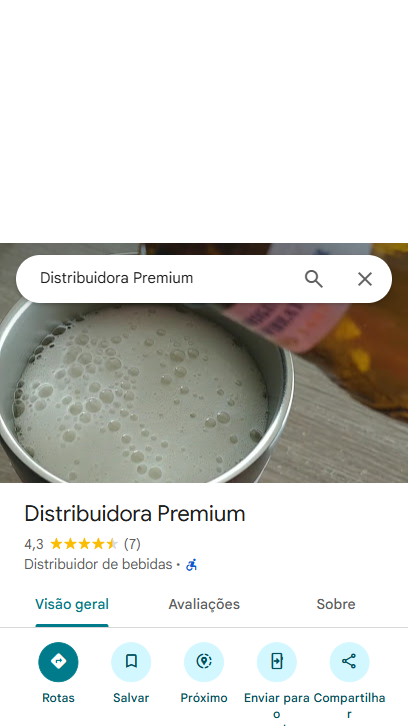 Distribuidora Premium
Distribuidora Premium
4,3 (7)
Distribuidor de bebidas ·
Visão geral Avaliações Sobre
Rotas Salvar Próximo Enviar para o Compartilhar